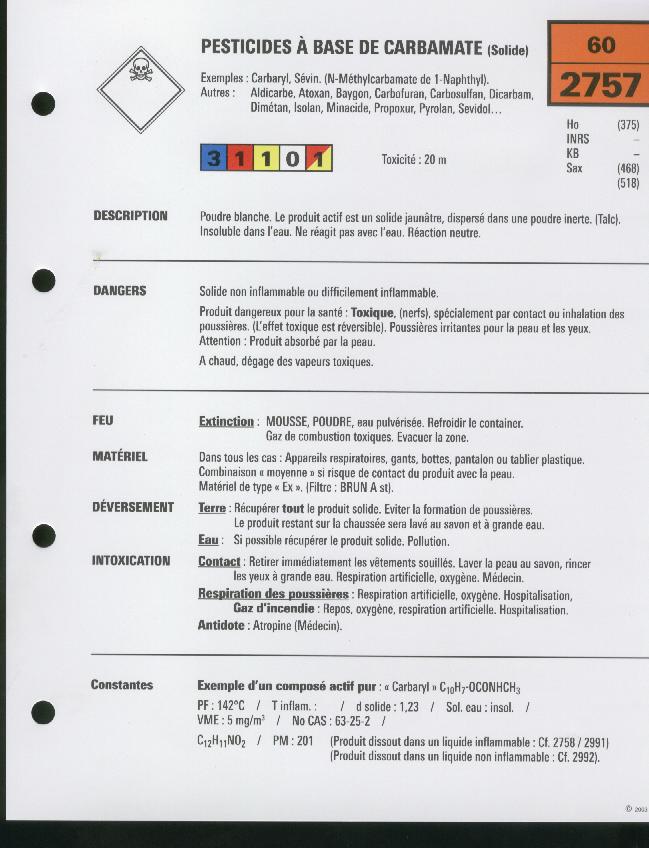 PESTICIDES À BASE DE CARBAMATE (Solide)
60
2757
Exemples : Carbaryl, Sévin. (N-Méthylcarbamate de 1-Naphthyl).
Autres : Aldicarbe, Atoxan, Baygon, Carbofuran, Carbosulfan, Dicarbam,
Dimétan, Isolan, Minacide, Propoxur, Pyrolan, Sevidol...
Ho (375)
INRS –
KB –
Sax (468)
(518)
3 1 1 0 1
Toxicité : 20 m
DESCRIPTION
Poudre blanche. Le produit actif est un solide jaunâtre, dispersé dans une poudre inerte. (Talc).
Insoluble dans l'eau. Ne réagit pas avec l'eau. Réaction neutre.
DANGERS
Solide non inflammable ou difficilement inflammable.
Produit dangereux pour la santé : Toxique, (nerfs), spécialement par contact ou inhalation des
poussières. (L'effet toxique est réversible). Poussières irritantes pour la peau et les yeux.
Attention : Produit absorbé par la peau.
A chaud, dégage des vapeurs toxiques.
FEU
Extinction : MOUSSE, POUDRE, eau pulvérisée. Refroidir le container.
Gaz de combustion toxiques. Evacuer la zone.
MATÉRIEL
Dans tous les cas : Appareils respiratoires, gants, bottes, pantalon ou tablier plastique.
Combinaison « moyenne » si risque de contact du produit avec la peau.
Matériel de type « Ex ». (Filtre : BRUN A st).
DÉVERSEMENT
Terre : Récupérer tout le produit solide. Eviter la formation de poussières.
Le produit restant sur la chaussée sera lavé au savon et à grande eau.
Eau : Si possible récupérer le produit solide. Pollution.
INTOXICATION
Contact : Retirer immédiatement les vêtements souillés. Laver la peau au savon, rincer
les yeux à grande eau. Respiration artificielle, oxygène. Médecin.
Respiration des poussières : Respiration artificielle, oxygène. Hospitalisation,
Gaz d'incendie : Repos, oxygène, respiration artificielle. Hospitalisation.
Antidote : Atropine (Médecin).
Constantes
Exemple d'un composé actif pur : « Carbaryl » C₁₀H₇-OCONHCH₃
PF : 142°C / T inflam. : / d solide : 1,23 / Sol. eau : insol. /
VME : 5 mg/m³ / No CAS : 63-25-2 /
C₁₂H₁₁NO₂ / PM : 201 (Produit dissout dans un liquide inflammable : Cf. 2758 / 2991)
(Produit dissout dans un liquide non inflammable : Cf. 2992).
© 2003